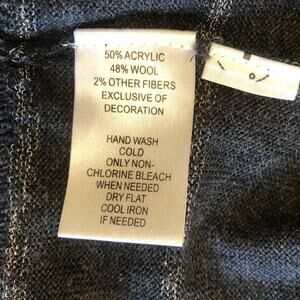 50% ACRYLIC
48% WOOL
2% OTHER FIBERS
EXCLUSIVE OF
DECORATION
HAND WASH
COLD
ONLY NON-
CHLORINE BLEACH
WHEN NEEDED
DRY FLAT
COOL IRON
IF NEEDED